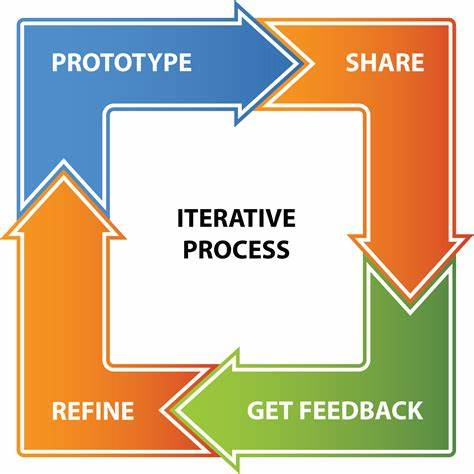 PROTOTYPE
SHARE
ITERATIVE
PROCESS
REFINE
GET FEEDBACK